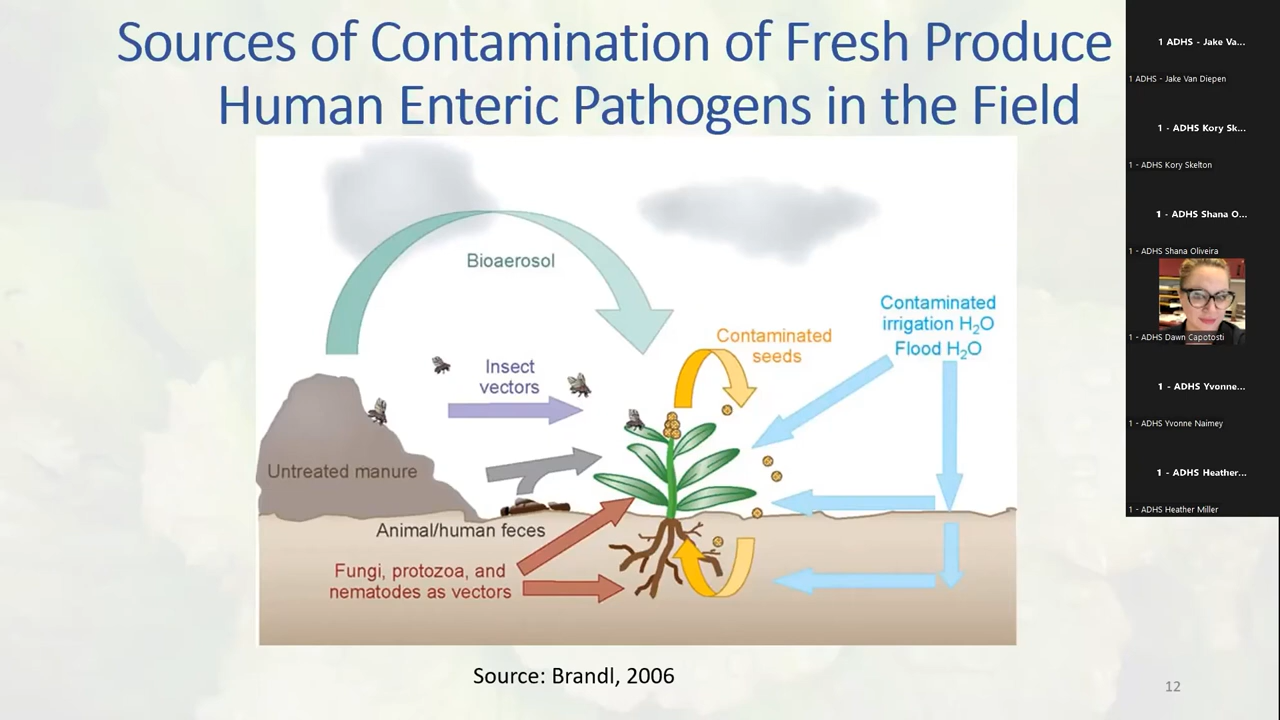 Sources of Contamination of Fresh Produce
Human Enteric Pathogens in the Field
Bioaerosol
Contaminated
irrigation H2O
Flood H2O
Contaminated
seeds
Insect
vectors
Untreated manure
Animal/human feces
Fungi, protozoa, and
nematodes as vectors
Source: Brandl, 2006
12
1 ADHS - Jake Va...
1 ADHS - Jake Van Diepen
1 - ADHS Kory Sk...
1 - ADHS Kory Skelton
1 - ADHS Shana O...
1 - ADHS Shana Oliveira
1 - ADHS Dawn Capotosti
1 - ADHS Yvonne...
1 - ADHS Yvonne Naimey
1 - ADHS Heather...
1 - ADHS Heather Miller